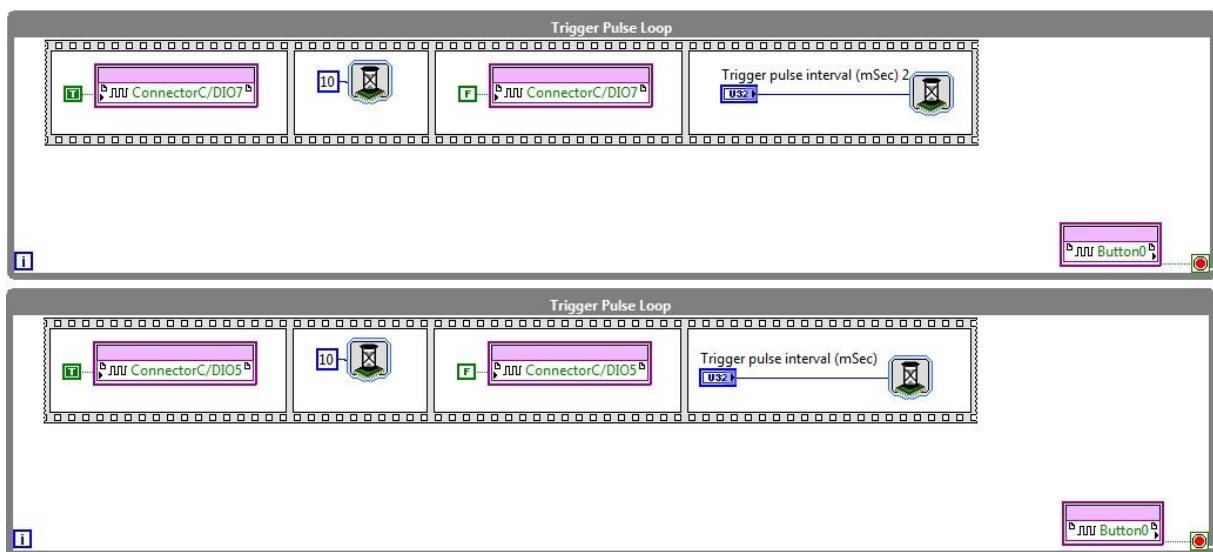 Trigger Pulse Loop
T ConnectorC/DIO7 10 F ConnectorC/DIO7 Trigger pulse interval (mSec) 2
U32
Button0
i
Trigger Pulse Loop
T ConnectorC/DIO5 10 F ConnectorC/DIO5 Trigger pulse interval (mSec)
U32
Button0
i